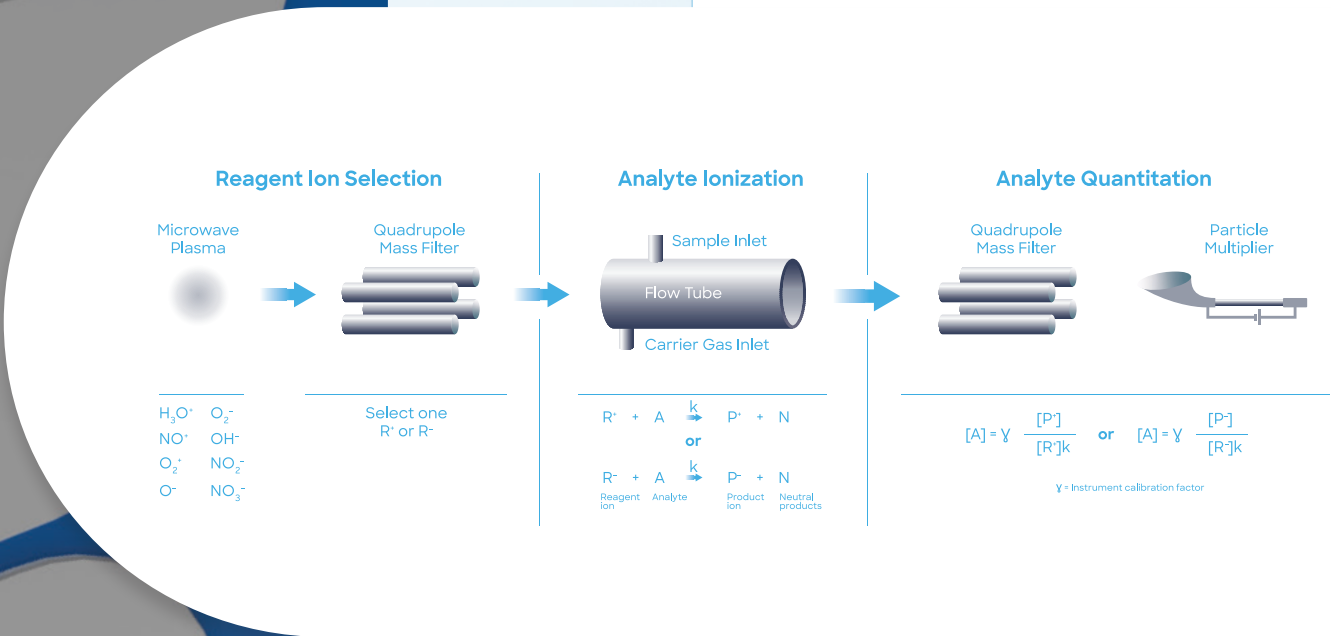 Reagent Ion Selection
Microwave
Plasma
Quadrupole
Mass Filter
H₃O⁺ O₂⁻
NO⁺ OH⁻
O₂⁺ NO₂⁻
O⁻ NO₃⁻
Select one
R⁺ or R⁻
Analyte Ionization
Sample Inlet
Flow Tube
Carrier Gas Inlet
k
R⁺ + A → P⁺ + N
or
k
R⁻ + A → P⁻ + N
Reagent ion Analyte Product ion Neutral products
Analyte Quantitation
Quadrupole
Mass Filter
Particle
Multiplier
[A] = ɣ [P⁺] / [R⁺]k or [A] = ɣ [P⁻] / [R⁻]k
ɣ = Instrument calibration factor